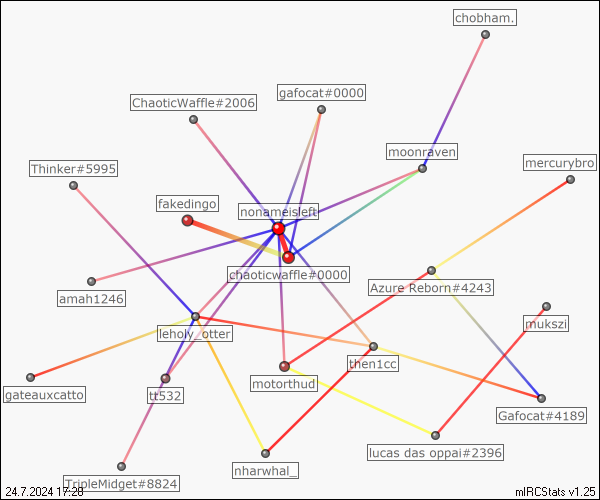 chobham.
gafocat#0000
ChaoticWaffle#2006
moonraven
mercurybro
Thinker#5995
fakedingo
nonameisleft
chaoticwaffle#0000
Azure Reborn#4243
amah1246
mukszi
leholy_otter
then1cc
motorthud
gateauxcatto
tt532
Gafocat#4189
lucas das oppai#2396
nharwhal_
TripleMidget#8824
24.7.2024 17:28
mIRCStats v1.25